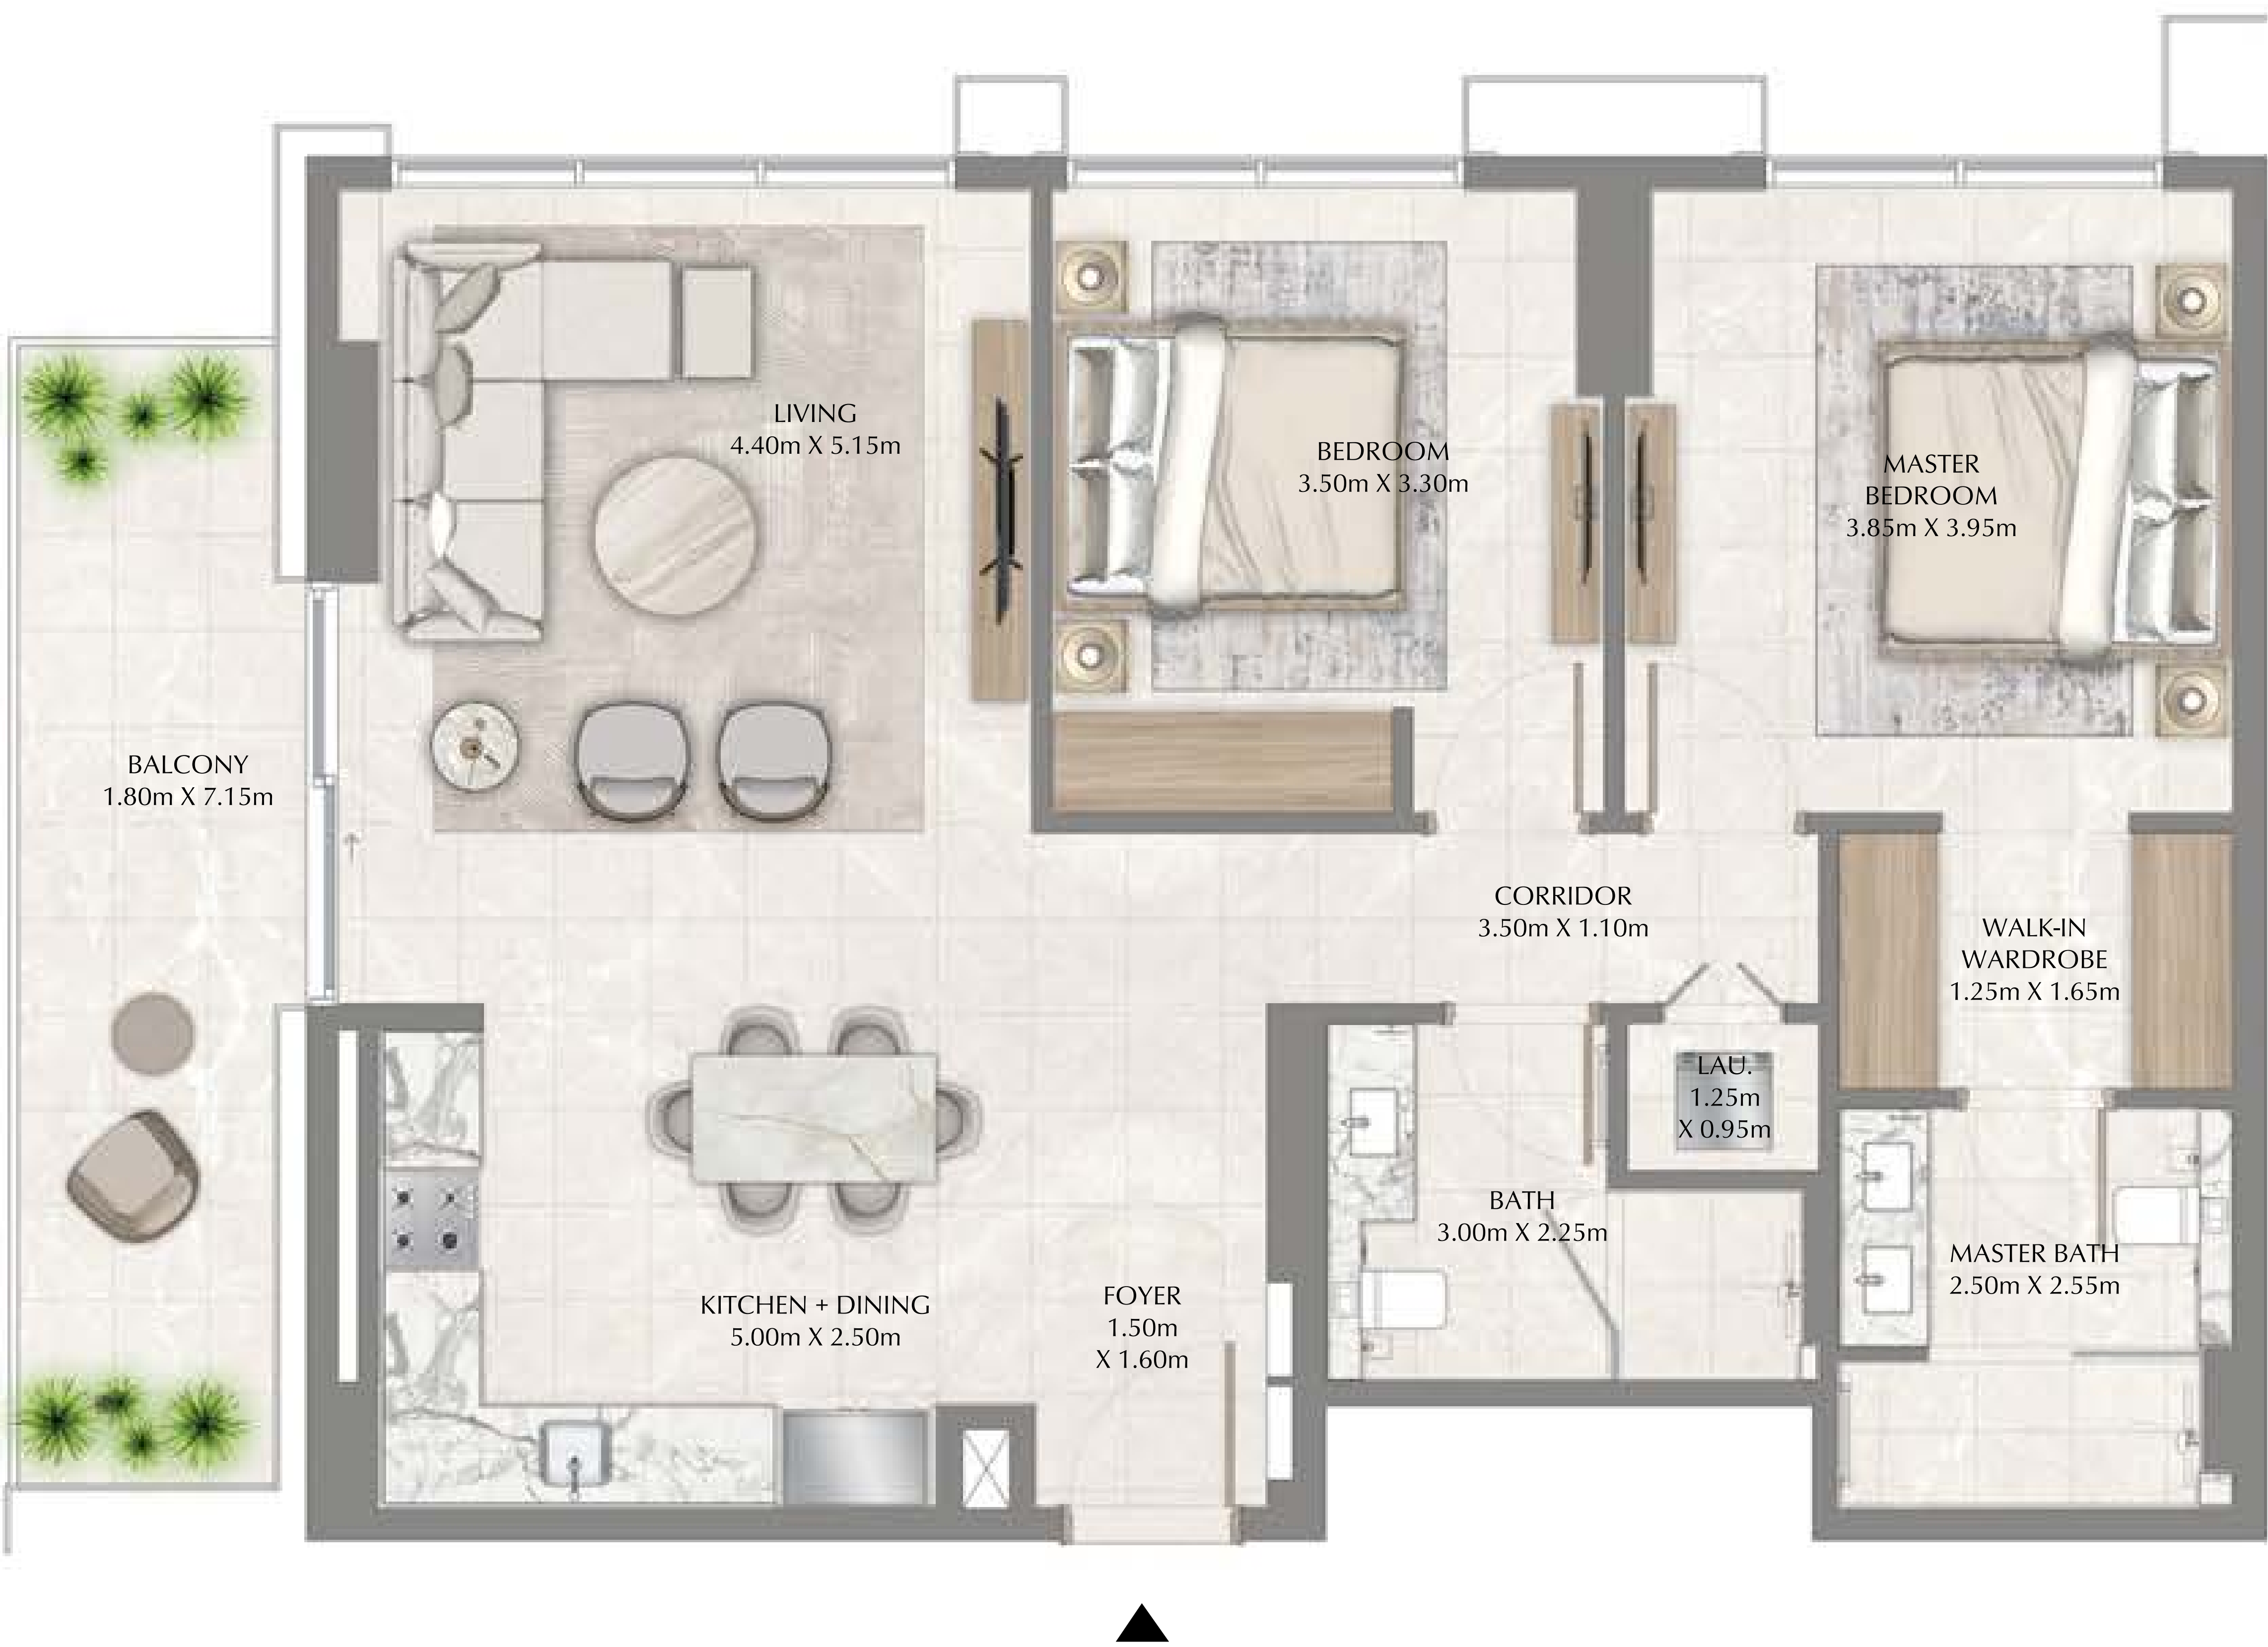 LIVING
4.40m X 5.15m
BEDROOM
3.50m X 3.30m
MASTER
BEDROOM
3.85m X 3.95m
BALCONY
1.80m X 7.15m
CORRIDOR
3.50m X 1.10m
WALK-IN
WARDROBE
1.25m X 1.65m
LAU.
1.25m
X 0.95m
BATH
3.00m X 2.25m
MASTER BATH
2.50m X 2.55m
KITCHEN + DINING
5.00m X 2.50m
FOYER
1.50m
X 1.60m